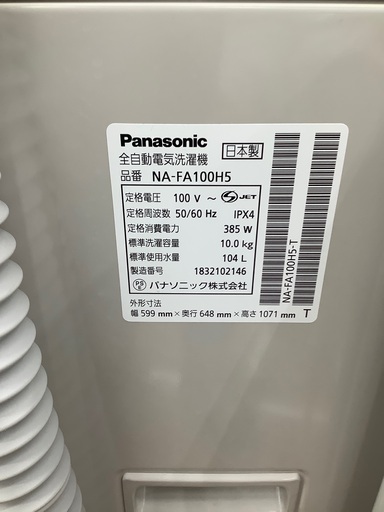 Panasonic
全自動電気洗濯機 日本製
品番 NA-FA100H5
定格電圧 100 V ～ S JET
定格周波数 50/60 Hz IPX4
定格消費電力 385 W
標準洗濯容量 10.0 kg
標準使用水量 104 L
製造番号 1832102146
PSE パナソニック株式会社
外形寸法
幅 599 mm×奥行 648 mm×高さ 1071 mm T
NA-FA100H5-T